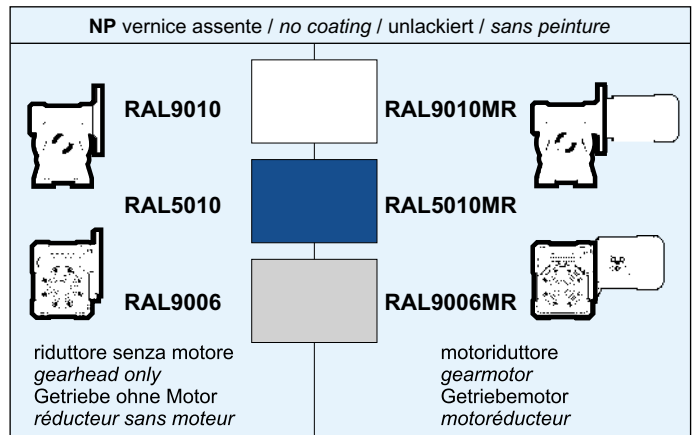 NP vernice assente / no coating / unlackiert / sans peinture
RAL9010
RAL9010MR
RAL5010
RAL5010MR
RAL9006
RAL9006MR
riduttore senza motore
gearhead only
Getriebe ohne Motor
réducteur sans moteur
motoriduttore
gearmotor
Getriebemotor
motoréducteur